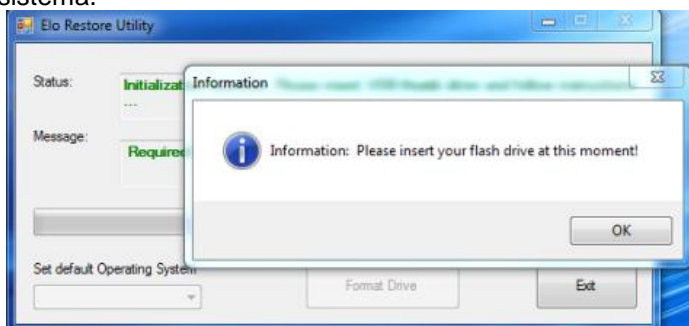 sistema.
Elo Restore Utility
Status:
Initializat
---
Information
Message:
Required
Information: Please insert your flash drive at this moment!
OK
Set default Operating System
Format Drive
Exit